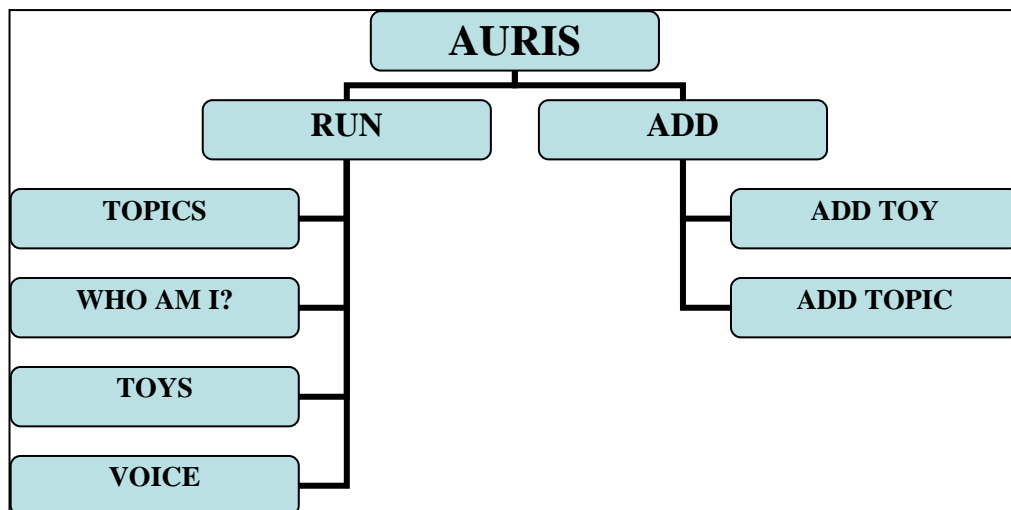 AURIS
RUN
ADD
TOPICS
WHO AM I?
TOYS
VOICE
ADD TOY
ADD TOPIC